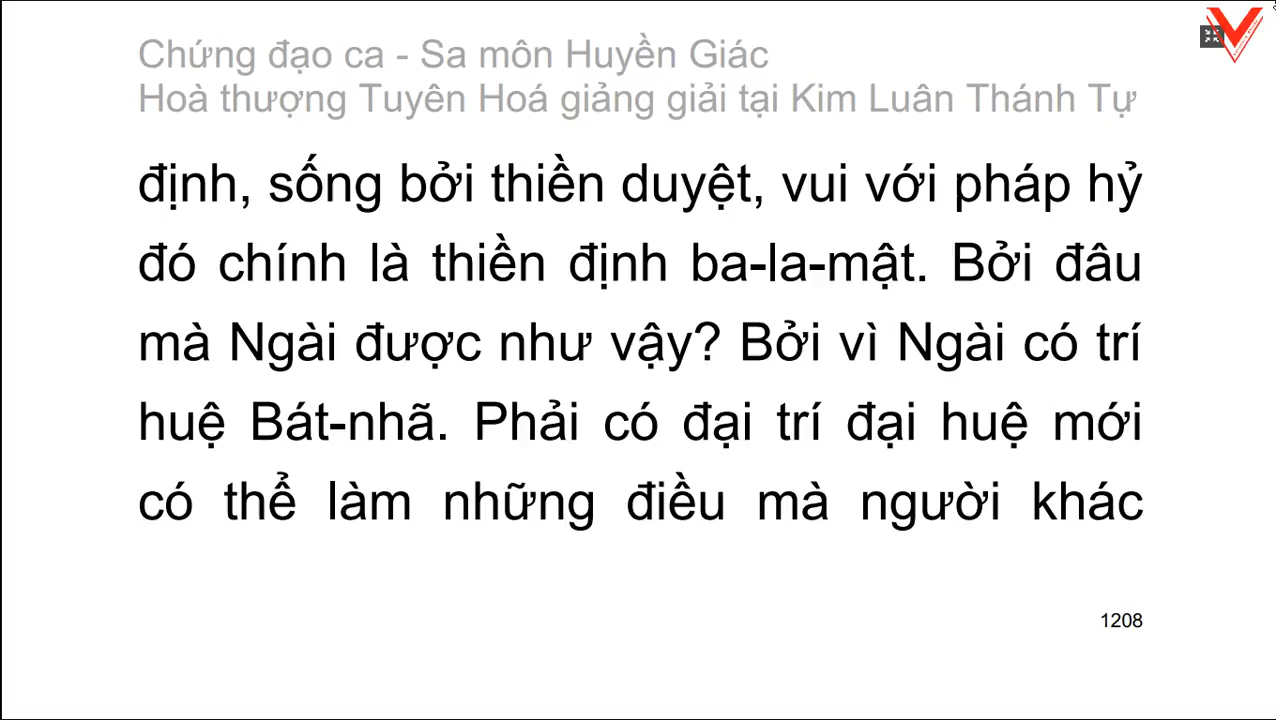 Chứng đạo ca - Sa môn Huyền Giác
Hoà thượng Tuyên Hoá giảng giải tại Kim Luân Thánh Tự
định, sống bởi thiền duyệt, vui với pháp hỷ
đó chính là thiền định ba-la-mật. Bởi đâu
mà Ngài được như vậy? Bởi vì Ngài có trí
huệ Bát-nhã. Phải có đại trí đại huệ mới
có thể làm những điều mà người khác
1208